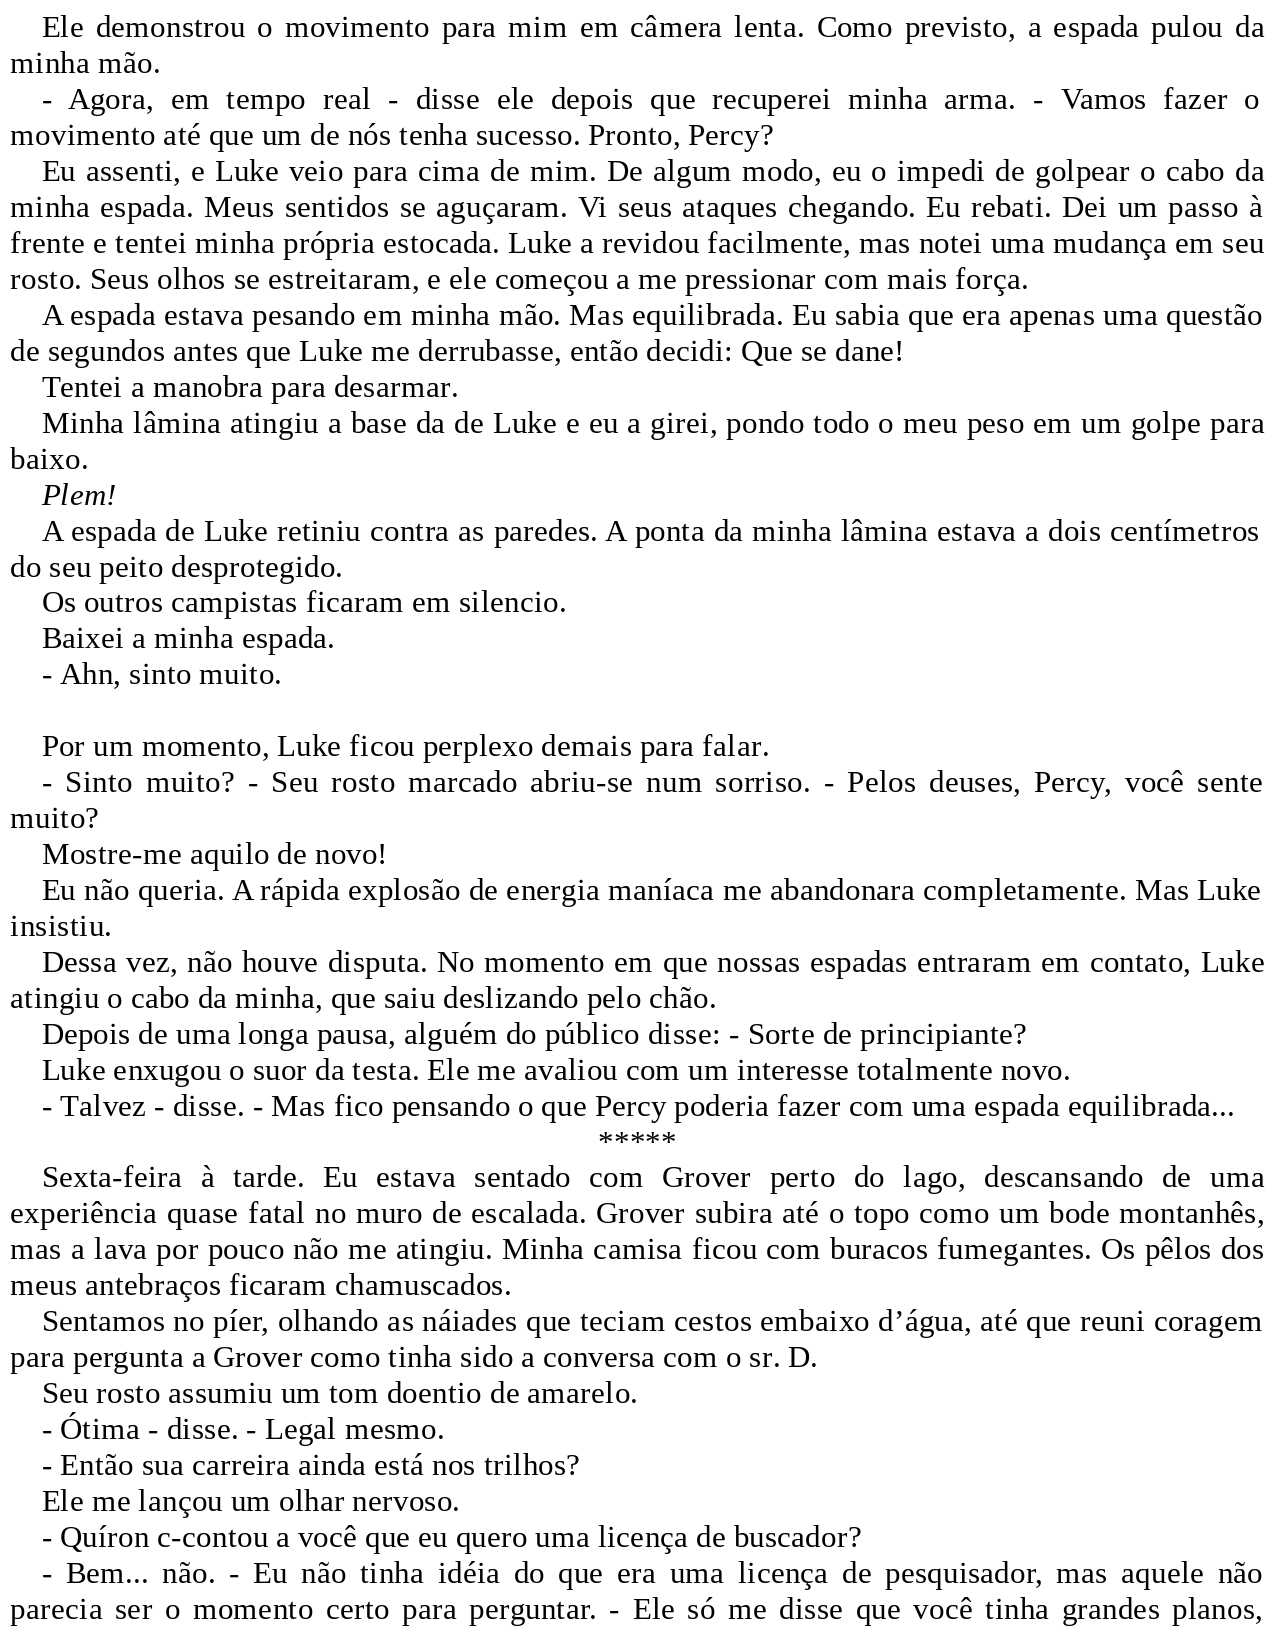 Ele demonstrou o movimento para mim em câmera lenta. Como previsto, a espada pulou da
minha mão.
- Agora, em tempo real - disse ele depois que recuperei minha arma. - Vamos fazer o
movimento até que um de nós tenha sucesso. Pronto, Percy?
Eu assenti, e Luke veio para cima de mim. De algum modo, eu o impedi de golpear o cabo da
minha espada. Meus sentidos se aguçaram. Vi seus ataques chegando. Eu rebati. Dei um passo à
frente e tentei minha própria estocada. Luke a revidou facilmente, mas notei uma mudança em seu
rosto. Seus olhos se estreitaram, e ele começou a me pressionar com mais força.
A espada estava pesando em minha mão. Mas equilibrada. Eu sabia que era apenas uma questão
de segundos antes que Luke me derrubasse, então decidi: Que se dane!
Tentei a manobra para desarmar.
Minha lâmina atingiu a base da de Luke e eu a girei, pondo todo o meu peso em um golpe para
baixo.
Plem!
A espada de Luke retiniu contra as paredes. A ponta da minha lâmina estava a dois centímetros
do seu peito desprotegido.
Os outros campistas ficaram em silencio.
Baixei a minha espada.
- Ahn, sinto muito.
Por um momento, Luke ficou perplexo demais para falar.
- Sinto muito? - Seu rosto marcado abriu-se num sorriso. - Pelos deuses, Percy, você sente
muito?
Mostre-me aquilo de novo!
Eu não queria. A rápida explosão de energia maníaca me abandonara completamente. Mas Luke
insistiu.
Dessa vez, não houve disputa. No momento em que nossas espadas entraram em contato, Luke
atingiu o cabo da minha, que saiu deslizando pelo chão.
Depois de uma longa pausa, alguém do público disse: - Sorte de principiante?
Luke enxugou o suor da testa. Ele me avaliou com um interesse totalmente novo.
- Talvez - disse. - Mas fico pensando o que Percy poderia fazer com uma espada equilibrada...
*****
Sexta-feira à tarde. Eu estava sentado com Grover perto do lago, descansando de uma
experiência quase fatal no muro de escalada. Grover subira até o topo como um bode montanhês,
mas a lava por pouco não me atingiu. Minha camisa ficou com buracos fumegantes. Os pêlos dos
meus antebraços ficaram chamuscados.
Sentamos no píer, olhando as náiades que teciam cestos embaixo d’água, até que reuni coragem
para pergunta a Grover como tinha sido a conversa com o sr. D.
Seu rosto assumiu um tom doentio de amarelo.
- Ótima - disse. - Legal mesmo.
- Então sua carreira ainda está nos trilhos?
Ele me lançou um olhar nervoso.
- Quíron c-contou a você que eu quero uma licença de buscador?
- Bem... não. - Eu não tinha idéia do que era uma licença de pesquisador, mas aquele não
parecia ser o momento certo para perguntar. - Ele só me disse que você tinha grandes planos,